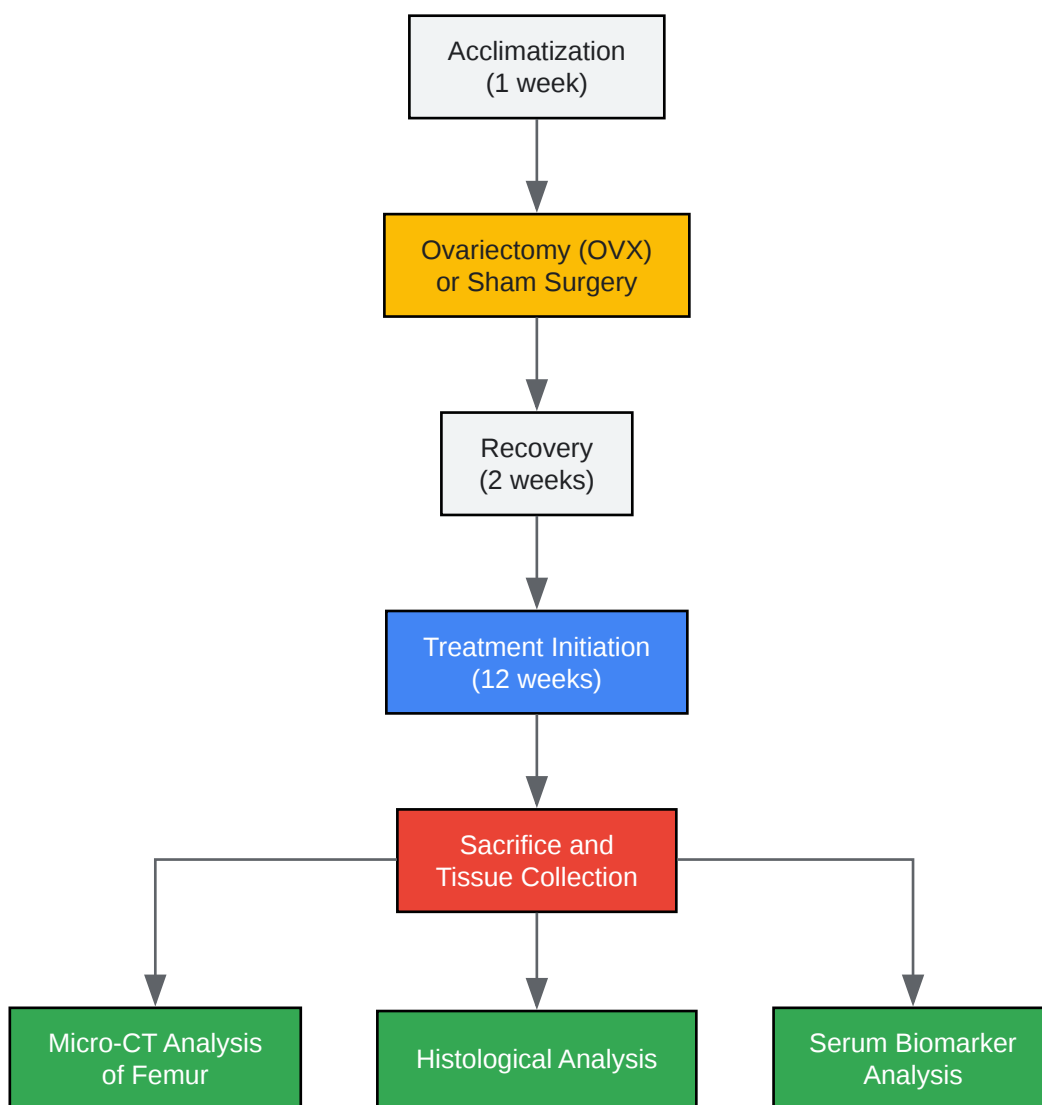 Acclimatization
(1 week)
Ovariectomy (OVX)
or Sham Surgery
Recovery
(2 weeks)
Treatment Initiation
(12 weeks)
Sacrifice and
Tissue Collection
Micro-CT Analysis
of Femur
Histological Analysis
Serum Biomarker
Analysis